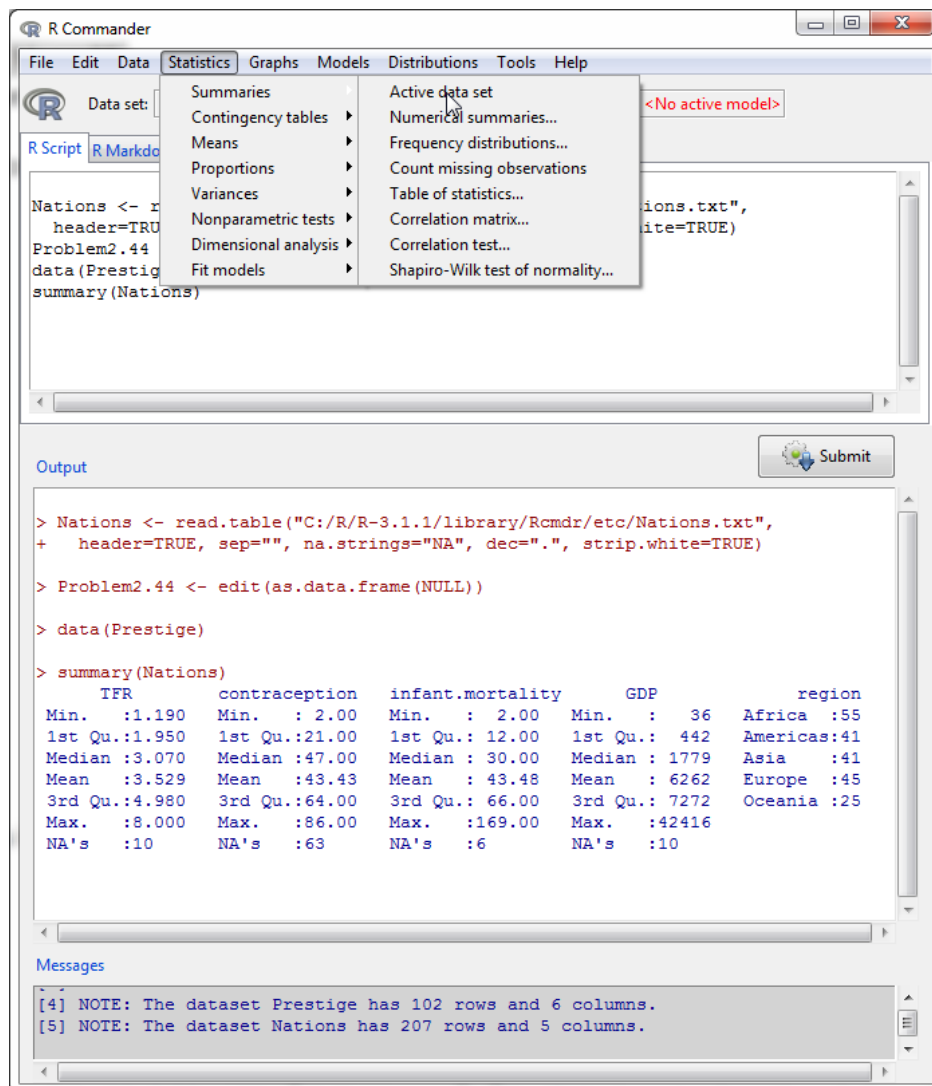 R Commander
File Edit Data Statistics Graphs Models Distributions Tools Help
Data set:
<No active model>
Summaries
Contingency tables
Means
Proportions
Variances
Nonparametric tests
Dimensional analysis
Fit models
Active data set
Numerical summaries...
Frequency distributions...
Count missing observations
Table of statistics...
Correlation matrix...
Correlation test...
Shapiro-Wilk test of normality...
R Script R Markdo
Nations <- r ions.txt",
header=TRU ite=TRUE)
Problem2.44
data(Prestig
summary(Nations)
Submit
Output
> Nations <- read.table("C:/R/R-3.1.1/library/Rcmdr/etc/Nations.txt",
+   header=TRUE, sep="", na.strings="NA", dec=".", strip.white=TRUE)
> Problem2.44 <- edit(as.data.frame(NULL))
> data(Prestige)
> summary(Nations)
TFR contraception infant.mortality GDP region
Min.   :1.190   Min.   : 2.00   Min.   :  2.00   Min.   :   36   Africa  :55
1st Qu.:1.950   1st Qu.:21.00   1st Qu.: 12.00   1st Qu.:  442   Americas:41
Median :3.070   Median :47.00   Median : 30.00   Median : 1779   Asia    :41
Mean   :3.529   Mean   :43.43   Mean   : 43.48   Mean   : 6262   Europe  :45
3rd Qu.:4.980   3rd Qu.:64.00   3rd Qu.: 66.00   3rd Qu.: 7272   Oceania :25
Max.   :8.000   Max.   :86.00   Max.   :169.00   Max.   :42416
NA's   :10   NA's   :63   NA's   :6   NA's   :10
Messages
[4] NOTE: The dataset Prestige has 102 rows and 6 columns.
[5] NOTE: The dataset Nations has 207 rows and 5 columns.